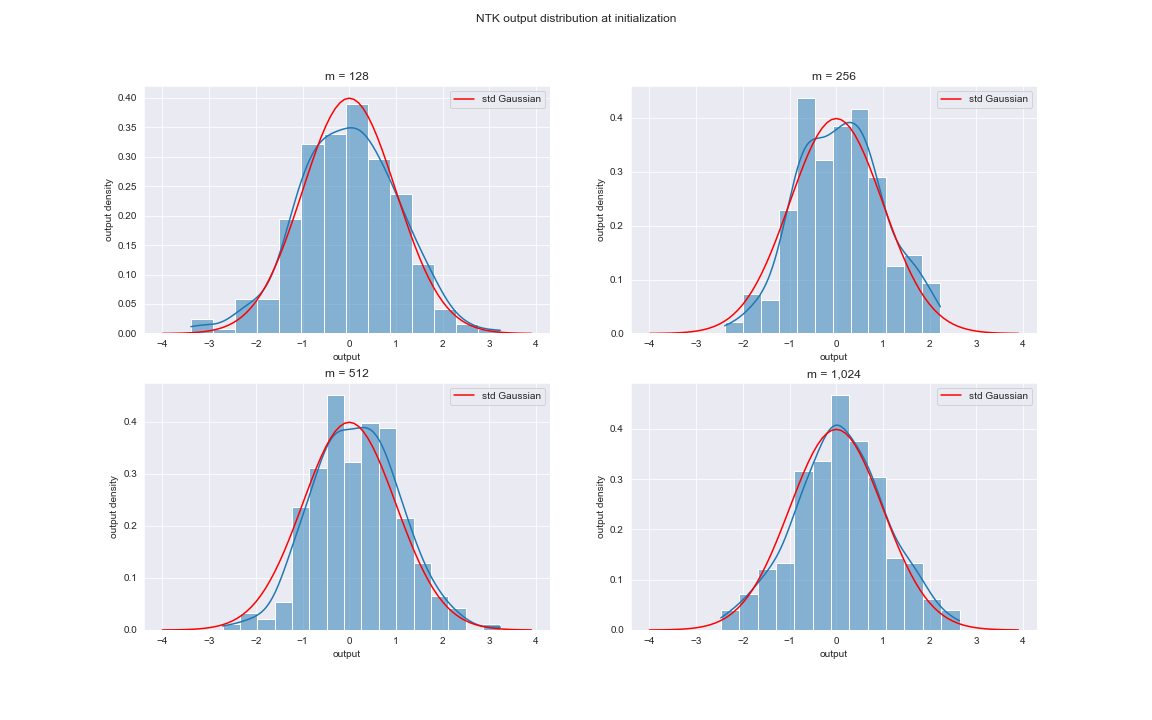 NTK output distribution at initialization
m = 128
std Gaussian
output density
0.40
0.35
0.30
0.25
0.20
0.15
0.10
0.05
0.00
−4 −3 −2 −1 0 1 2 3 4
output
m = 256
std Gaussian
output density
0.4
0.3
0.2
0.1
0.0
−4 −3 −2 −1 0 1 2 3 4
output
m = 512
std Gaussian
output density
0.4
0.3
0.2
0.1
0.0
−4 −3 −2 −1 0 1 2 3 4
output
m = 1,024
std Gaussian
output density
0.4
0.3
0.2
0.1
0.0
−4 −3 −2 −1 0 1 2 3 4
output